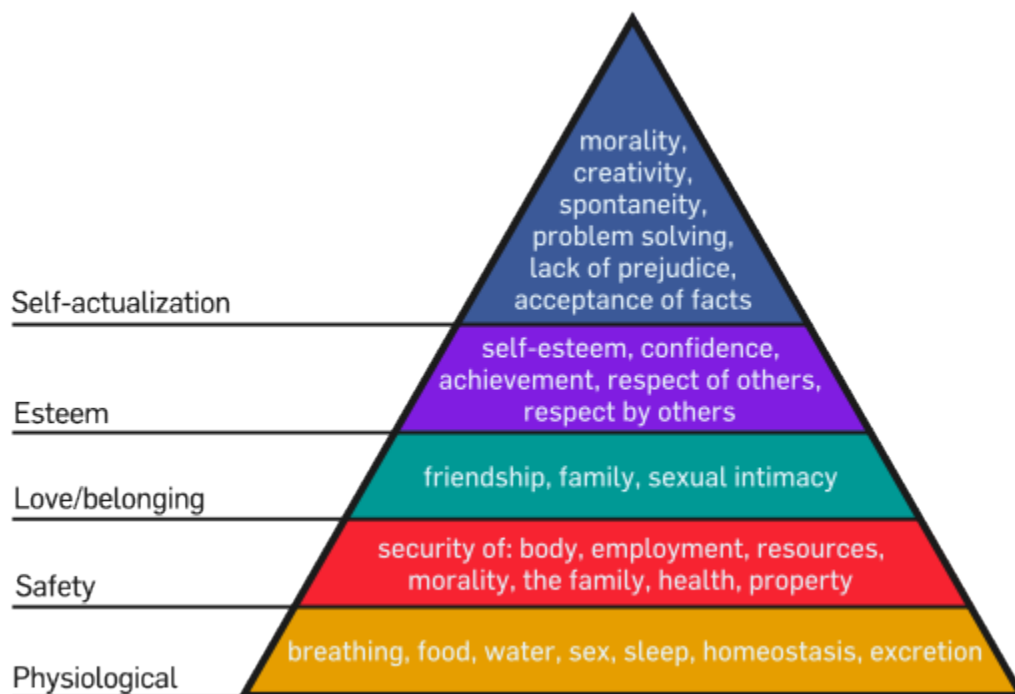 morality,
creativity,
spontaneity,
problem solving,
lack of prejudice,
acceptance of facts
Self-actualization
self-esteem, confidence,
achievement, respect of others,
respect by others
Esteem
friendship, family, sexual intimacy
Love/belonging
security of: body, employment, resources,
morality, the family, health, property
Safety
breathing, food, water, sex, sleep, homeostasis, excretion
Physiological